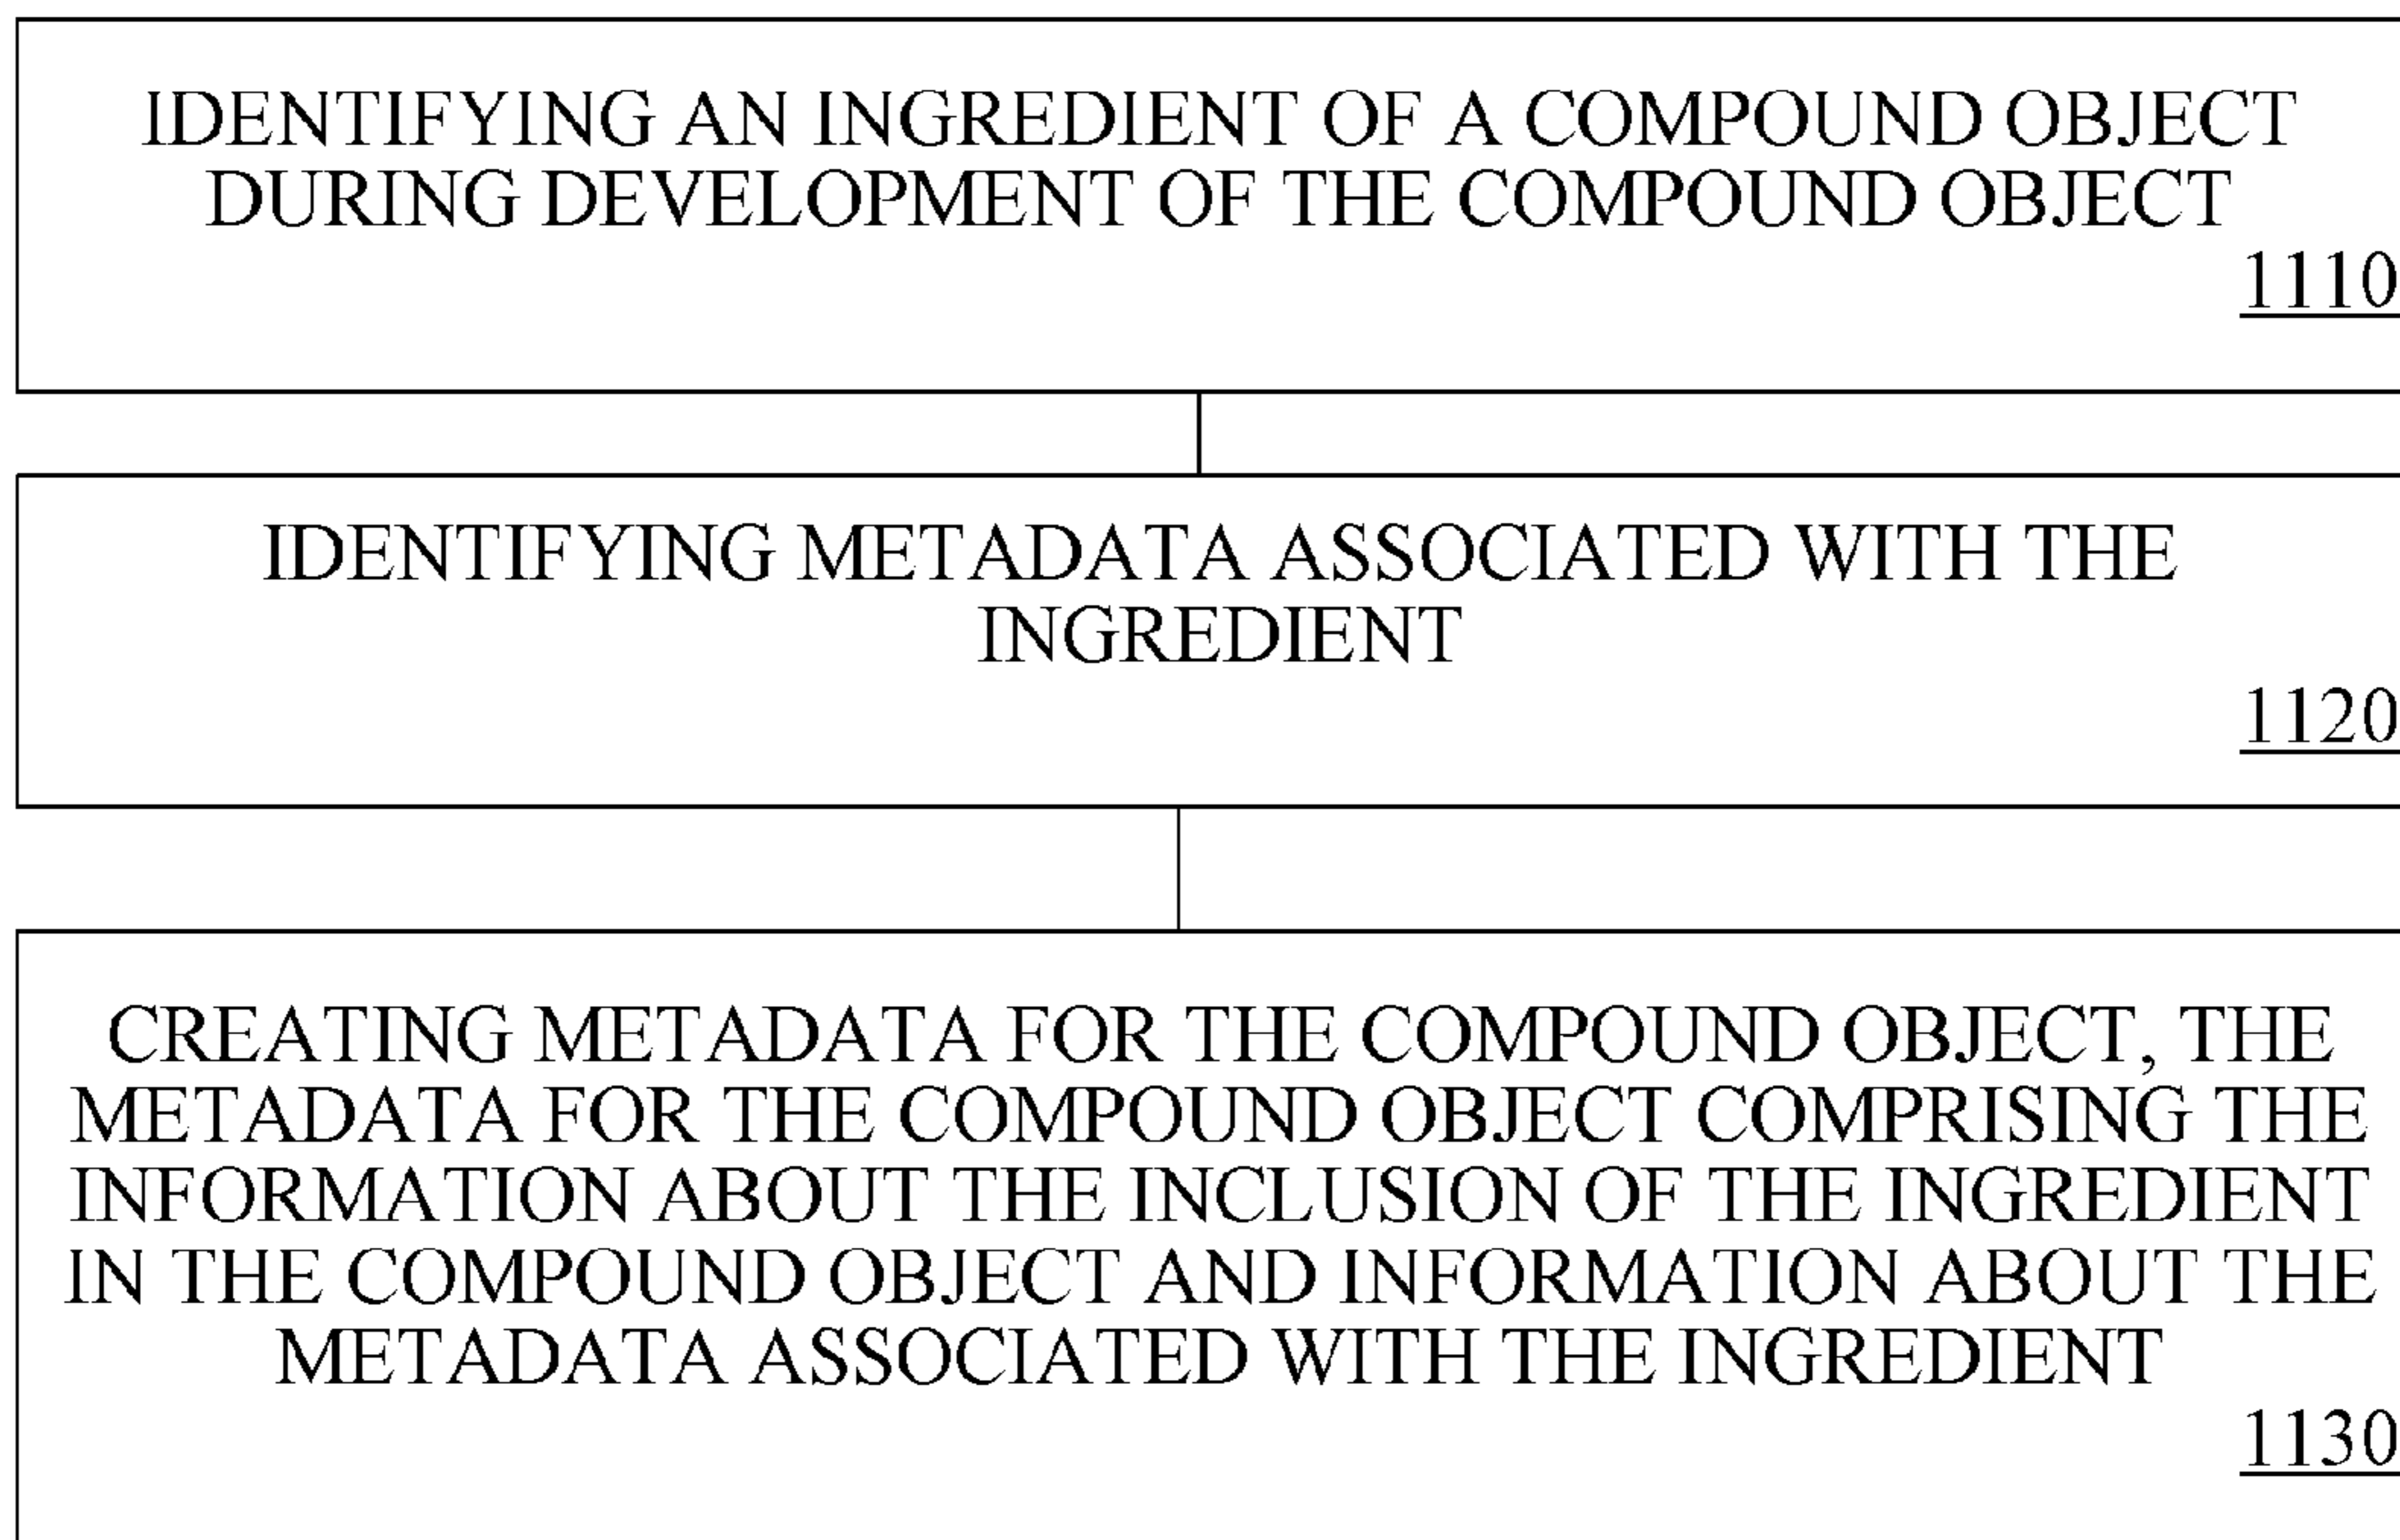 IDENTIFYING AN INGREDIENT OF A COMPOUND OBJECT
DURING DEVELOPMENT OF THE COMPOUND OBJECT
1110
IDENTIFYING METADATA ASSOCIATED WITH THE
INGREDIENT
1120
CREATING METADATA FOR THE COMPOUND OBJECT, THE
METADATA FOR THE COMPOUND OBJECT COMPRISING THE
INFORMATION ABOUT THE INCLUSION OF THE INGREDIENT
IN THE COMPOUND OBJECT AND INFORMATION ABOUT THE
METADATA ASSOCIATED WITH THE INGREDIENT
1130